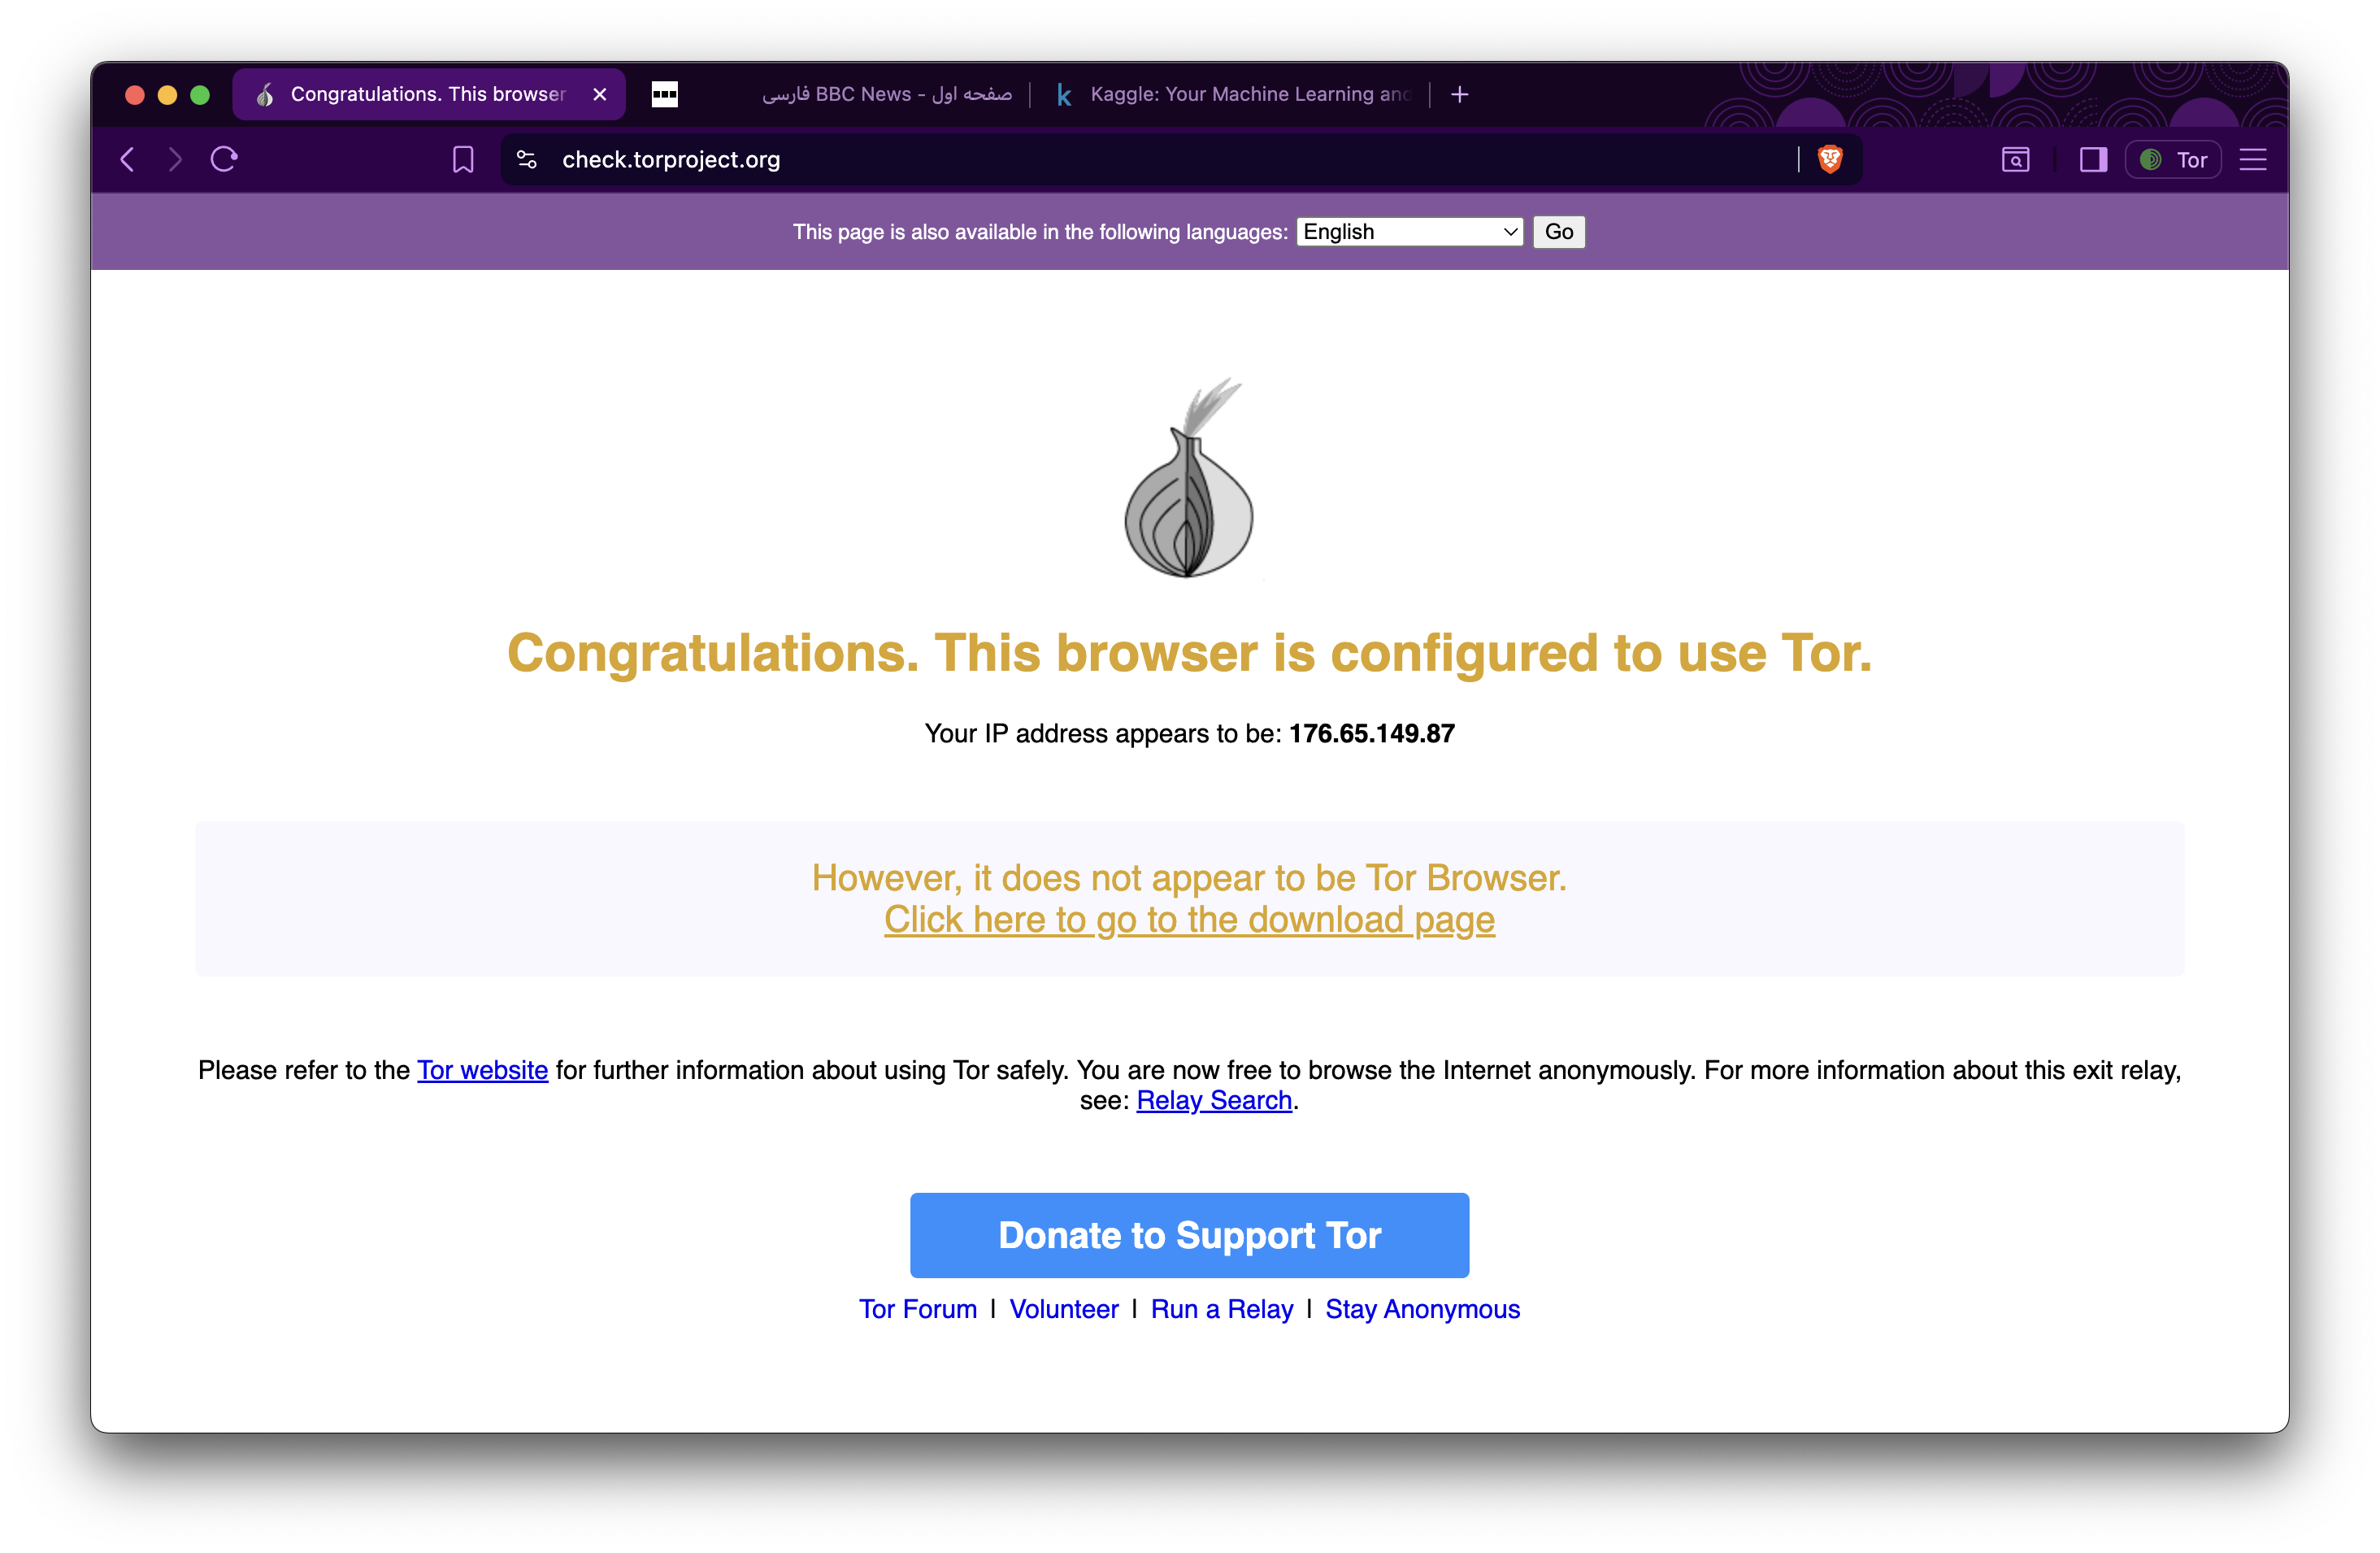 Congratulations. This browser
صفحه اول - BBC News فارسی
Kaggle: Your Machine Learning and
check.torproject.org
Tor
This page is also available in the following languages: English Go
Congratulations. This browser is configured to use Tor.
Your IP address appears to be: 176.65.149.87
However, it does not appear to be Tor Browser.
Click here to go to the download page
Please refer to the Tor website for further information about using Tor safely. You are now free to browse the Internet anonymously. For more information about this exit relay,
see: Relay Search.
Donate to Support Tor
Tor Forum | Volunteer | Run a Relay | Stay Anonymous